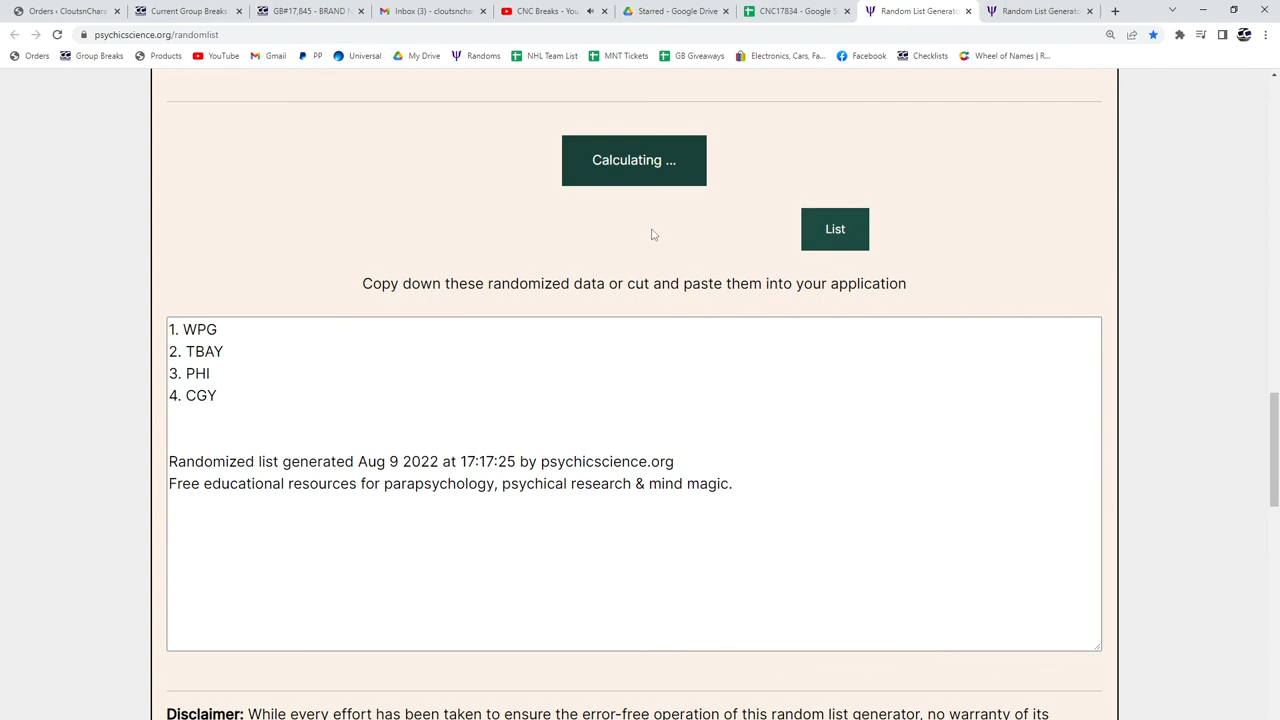 Orders ‹ CloutsnChara
Current Group Breaks
GB#17,845 – BRAND N
Inbox (3) – cloutsnchar
CNC Breaks - You
Starred - Google Drive
CNC17834 - Google S
Random List Generato
Random List Generato
psychicscience.org/randomlist
Orders
Group Breaks
Products
YouTube
Gmail
PP
Universal
My Drive
Randoms
NHL Team List
MNT Tickets
GB Giveaways
Electronics, Cars, Fa...
Facebook
Checklists
Wheel of Names | R...
Calculating ...
List
Copy down these randomized data or cut and paste them into your application
1. WPG
2. TBAY
3. PHI
4. CGY
Randomized list generated Aug 9 2022 at 17:17:25 by psychicscience.org
Free educational resources for parapsychology, psychical research & mind magic.
Disclaimer: While every effort has been taken to ensure the error-free operation of this random list generator, no warranty of its